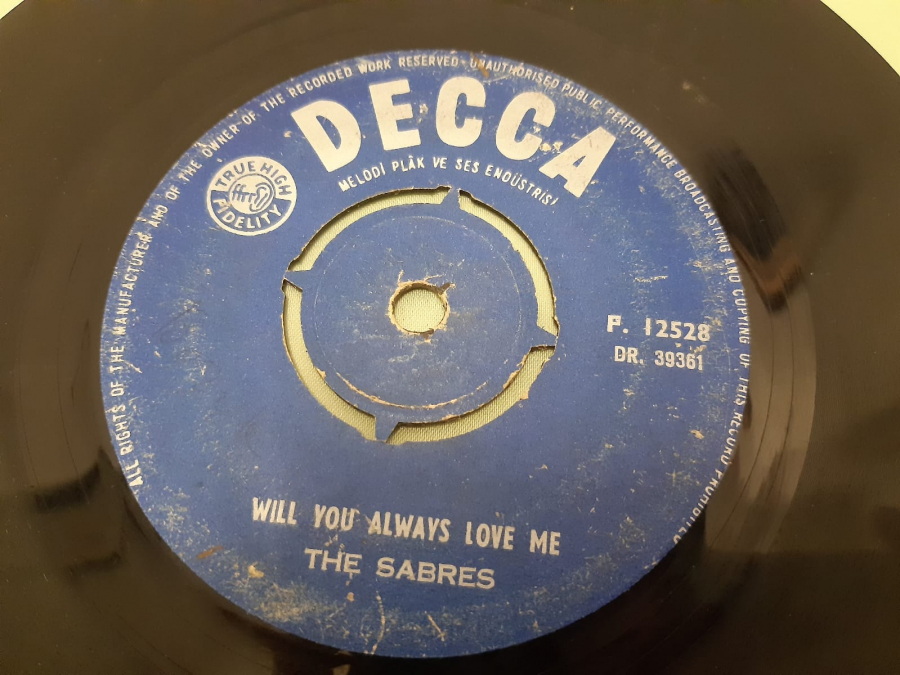 ALL RIGHTS OF THE MANUFACTURER AND OF THE OWNER OF THE RECORDED WORK RESERVED · UNAUTHORISED PUBLIC PERFORMANCE BROADCASTING AND COPYING OF THIS RECORD PROHIBITED
DECCA
MELODİ PLÂK VE SES ENDÜSTRİSİ
TRUE HIGH
ffrr
FIDELITY
F. 12528
DR. 39361
WILL YOU ALWAYS LOVE ME
THE SABRES